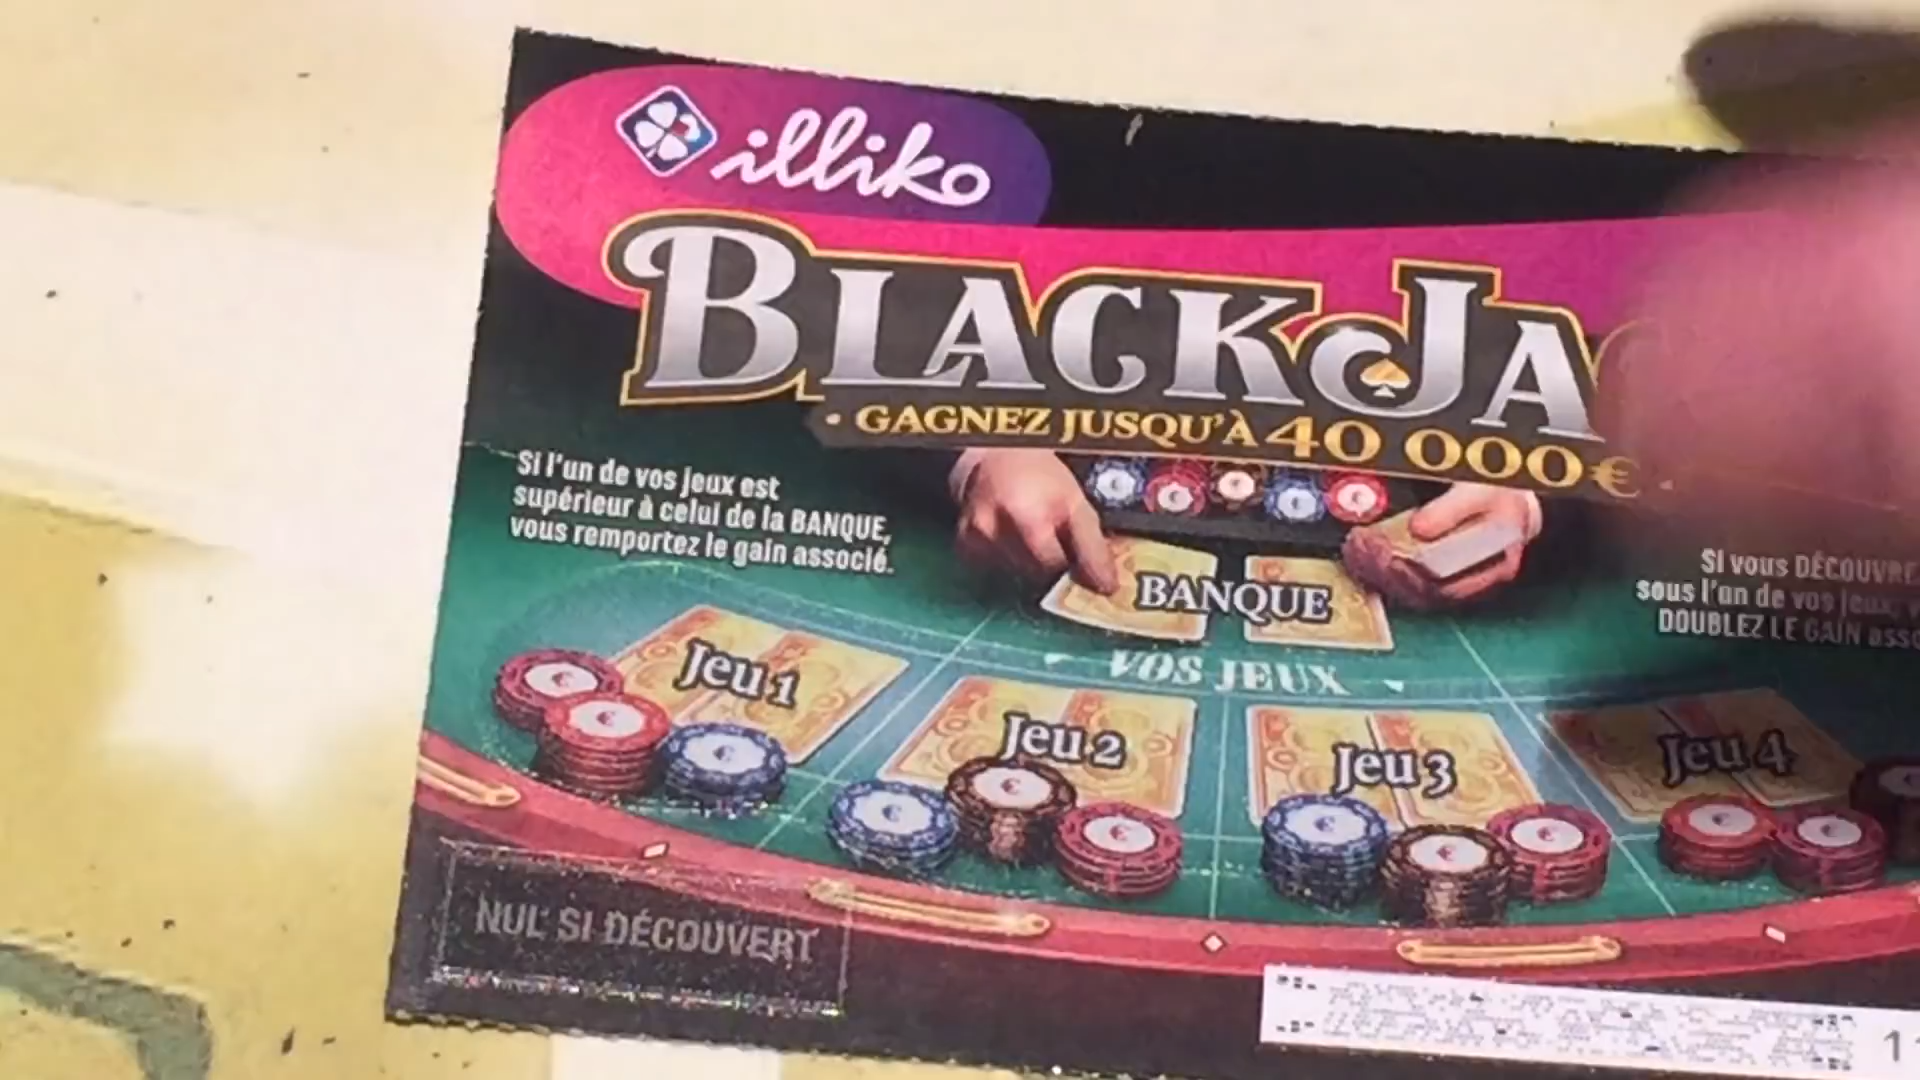 illiko
BLACKJA
• GAGNEZ JUSQU'À 40 000€ •
Si l'un de vos jeux est
supérieur à celui de la BANQUE,
vous remportez le gain associé.
BANQUE
Si vous DÉCOUVRE
sous l'un de vos jeux,
DOUBLEZ LE GAIN asso
VOS JEUX
Jeu 1
Jeu 2
Jeu 3
Jeu 4
NUL SI DÉCOUVERT